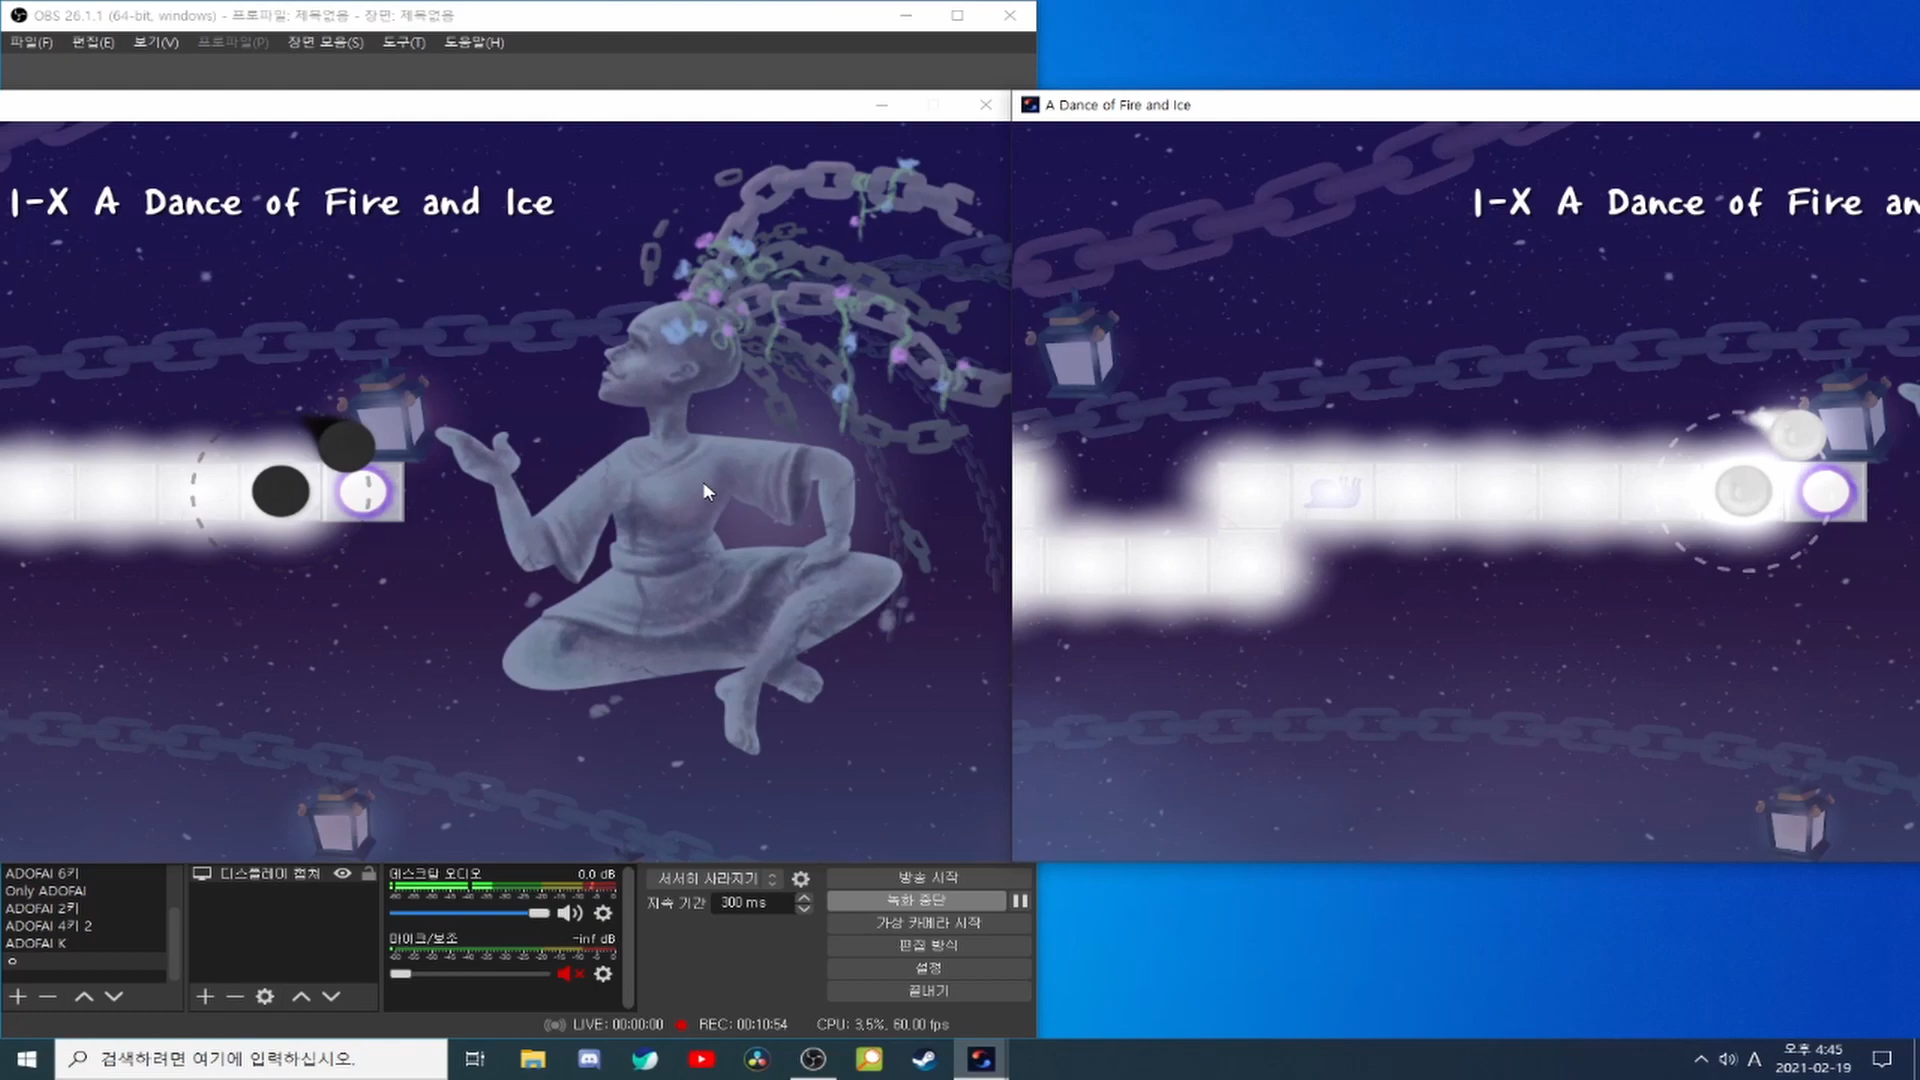 OBS 26.1.1 (64-bit, windows) - 프로파일: 제목없음 - 장면: 제목없음
파일(F) 편집(E) 보기(V) 프로파일(P) 장면 모음(S) 도구(T) 도움말(H)
A Dance of Fire and Ice
1-X A Dance of Fire and Ice
1-X A Dance of Fire an
ADOFAI 6키
Only ADOFAI
ADOFAI 2키
ADOFAI 4키 2
ADOFAI K
ㅇ
디스플레이 캡쳐
데스크탑 오디오 0.0 dB
마이크/보조 -inf dB
서서히 사라지기
지속 기간 300 ms
방송 시작
녹화 중단
가상 카메라 시작
편집 방식
설정
끝내기
LIVE: 00:00:00 REC: 00:10:54 CPU: 3.5%, 60.00 fps
검색하려면 여기에 입력하십시오.
A
오후 4:45
2021-02-19